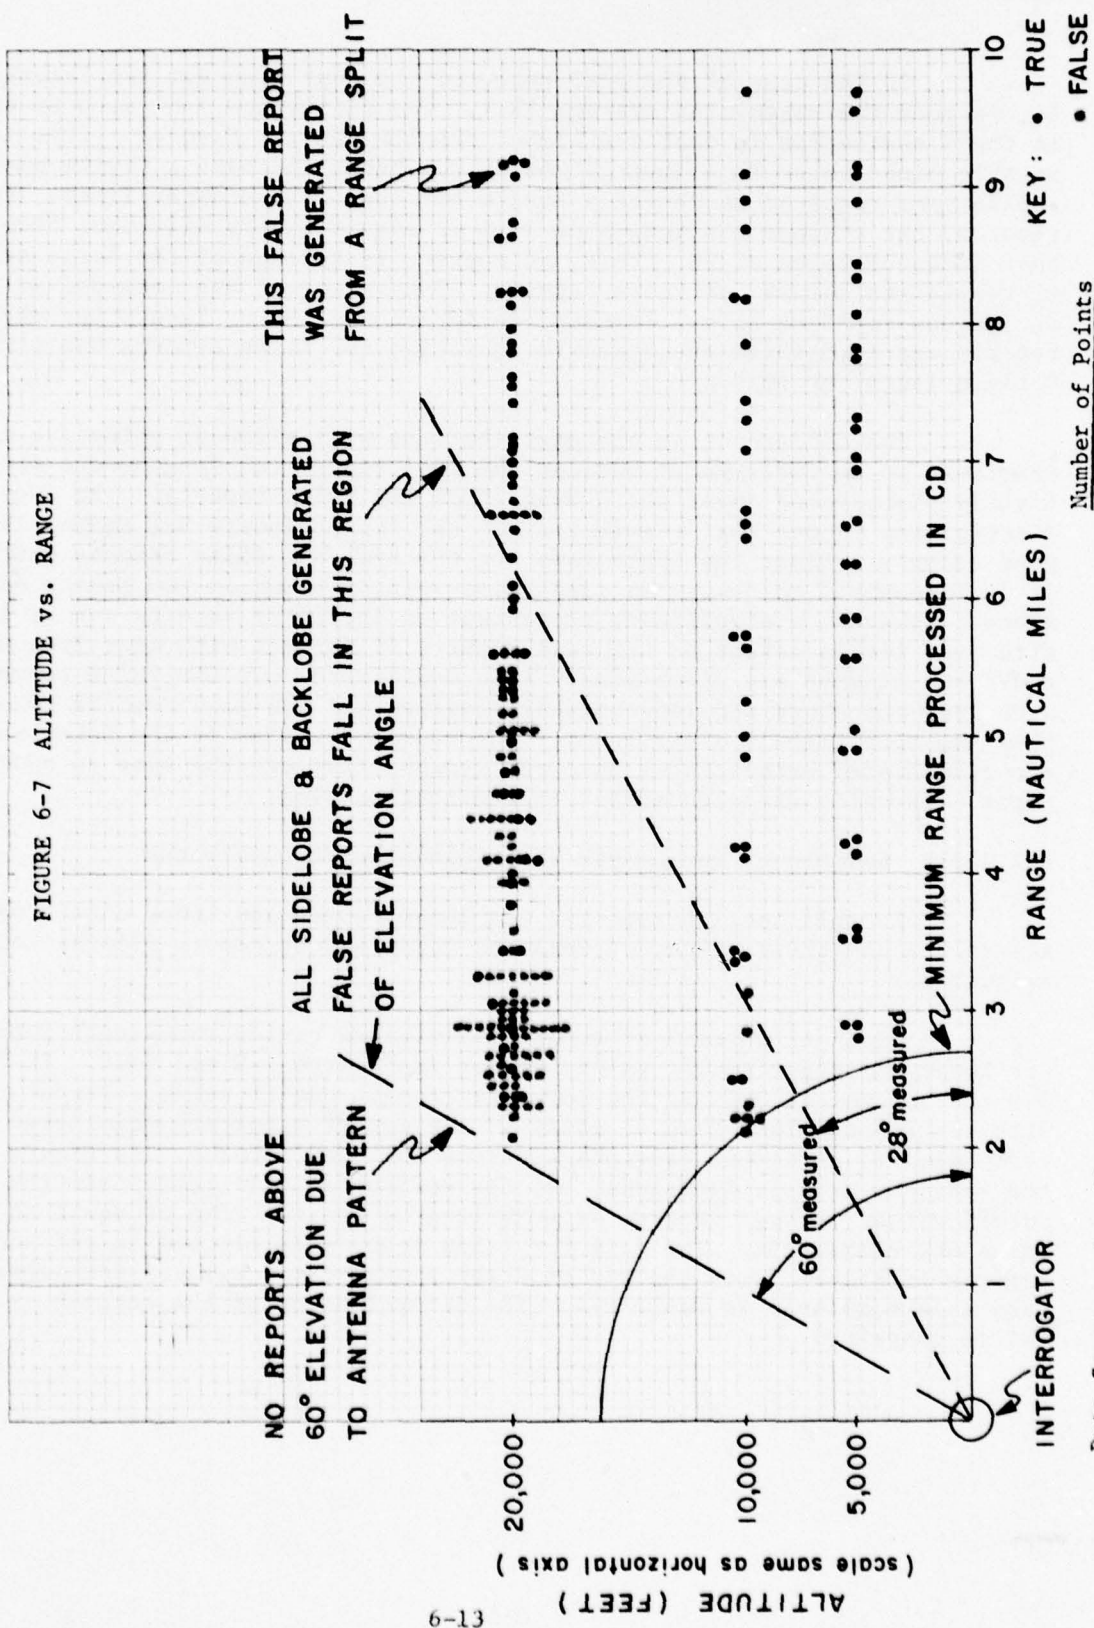 FIGURE 6-7 ALTITUDE vs. RANGE
NO REPORTS ABOVE
60° ELEVATION DUE
TO ANTENNA PATTERN
ALL SIDELOBE & BACKLOBE GENERATED
FALSE REPORTS FALL IN THIS REGION
OF ELEVATION ANGLE
THIS FALSE REPORT
WAS GENERATED
FROM A RANGE SPLIT
ALTITUDE (FEET)
(scale same as horizontal axis)
20,000
10,000
5,000
60° measured
28° measured
MINIMUM RANGE PROCESSED IN CD
1 2 3 4 5 6 7 8 9 10
INTERROGATOR
RANGE (NAUTICAL MILES)
KEY: • TRUE
• FALSE
Number of Points
6-13